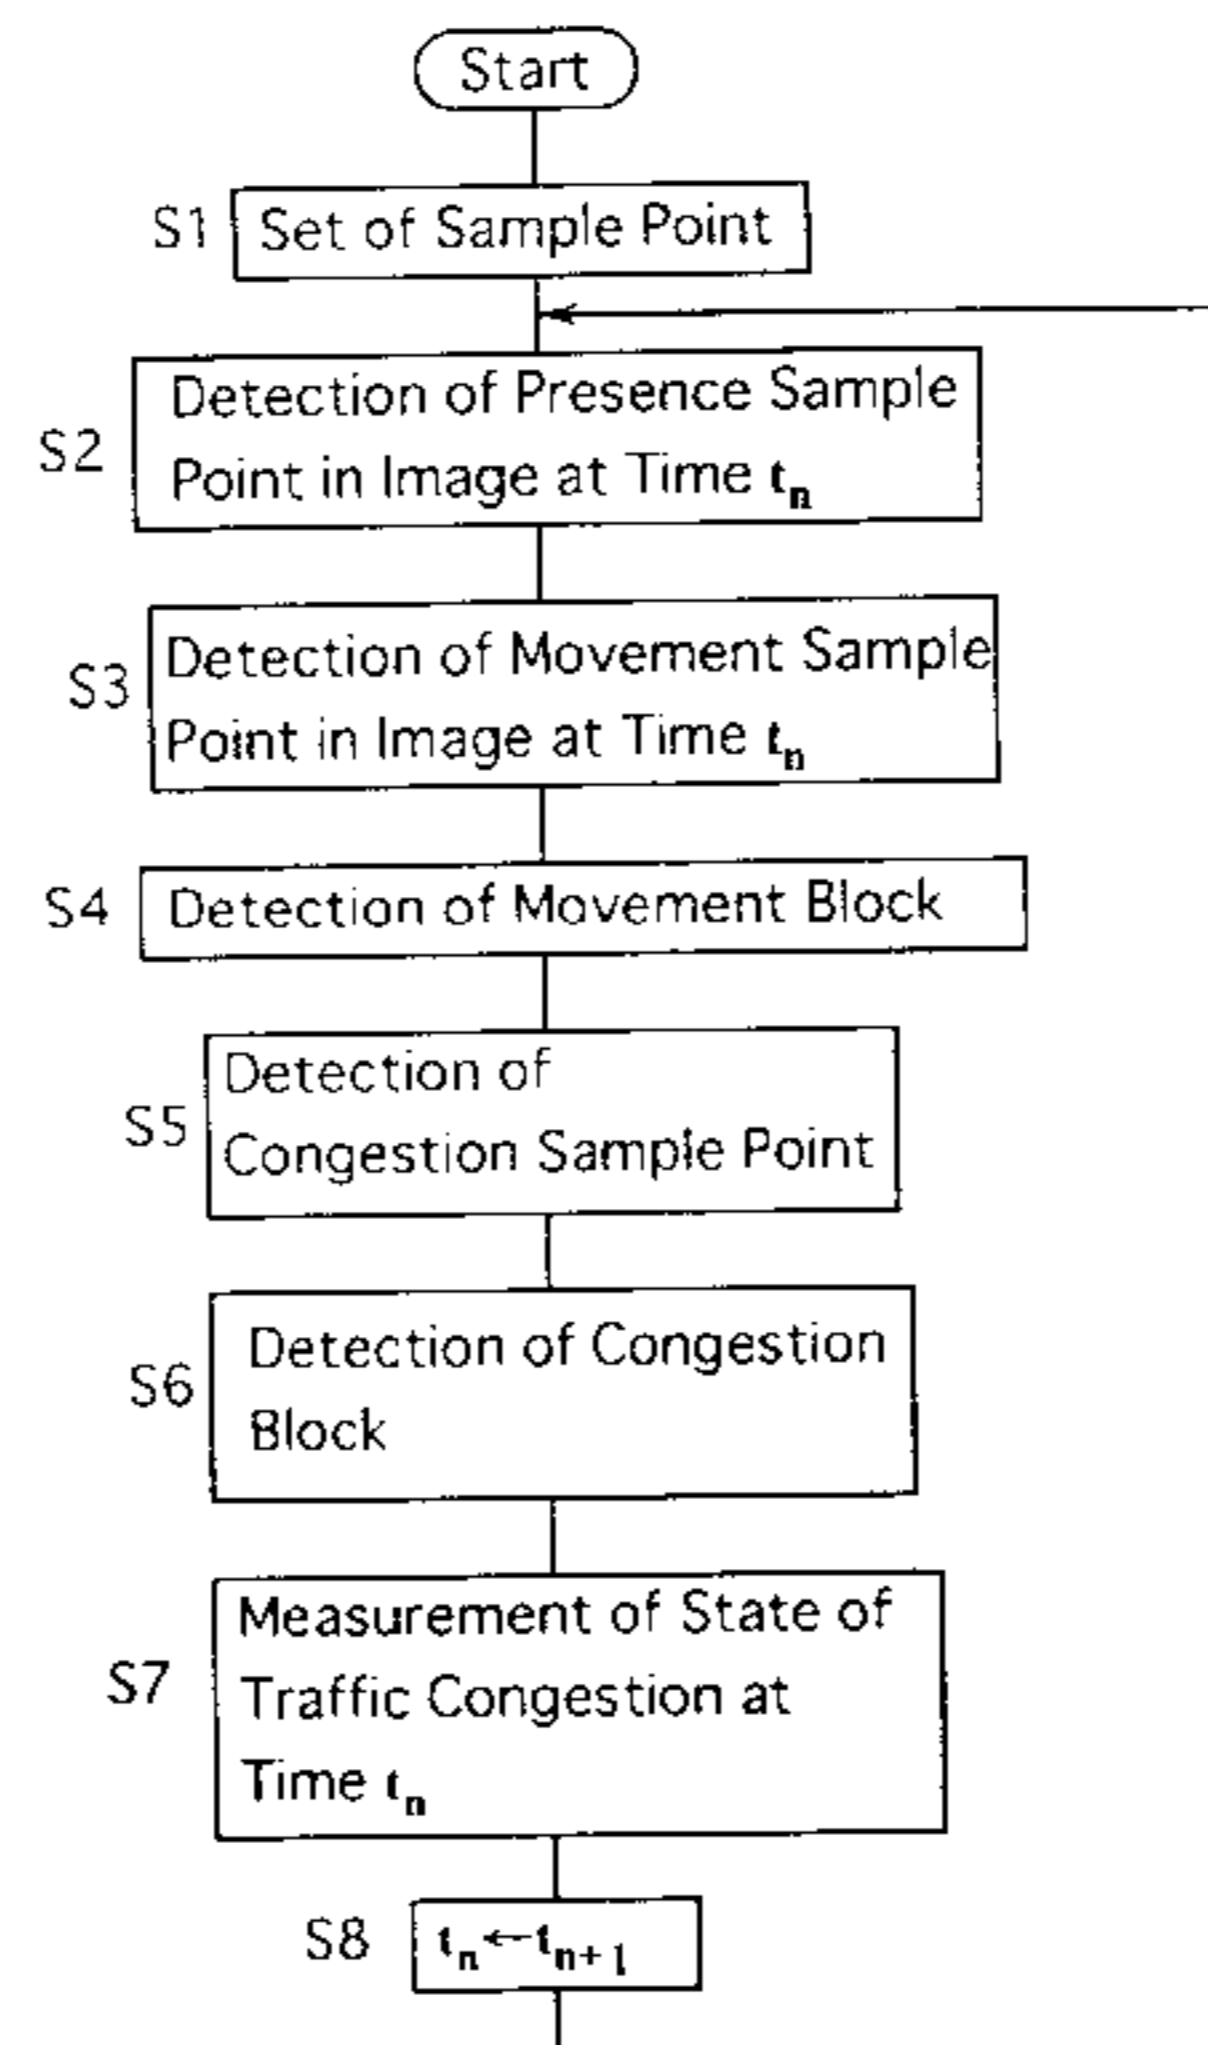 Start
S1 Set of Sample Point
Detection of Presence Sample
S2
Point in Image at Time tn
Detection of Movement Sample
S3
Point in Image at Time tn
S4 Detection of Movement Block
Detection of
S5
Congestion Sample Point
Detection of Congestion
S6
Block
Measurement of State of
S7
Traffic Congestion at
Time tn
S8 tn←tn+1